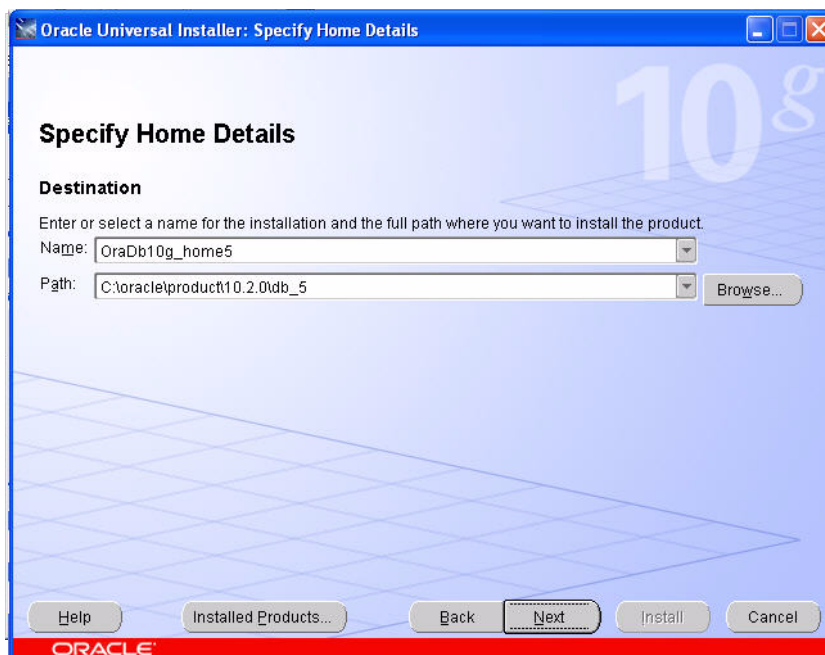 Oracle Universal Installer: Specify Home Details
10g
Specify Home Details
Destination
Enter or select a name for the installation and the full path where you want to install the product.
Name: OraDb10g_home5
Path: C:\oracle\product\10.2.0\db_5 Browse...
Help Installed Products... Back Next Install Cancel
ORACLE